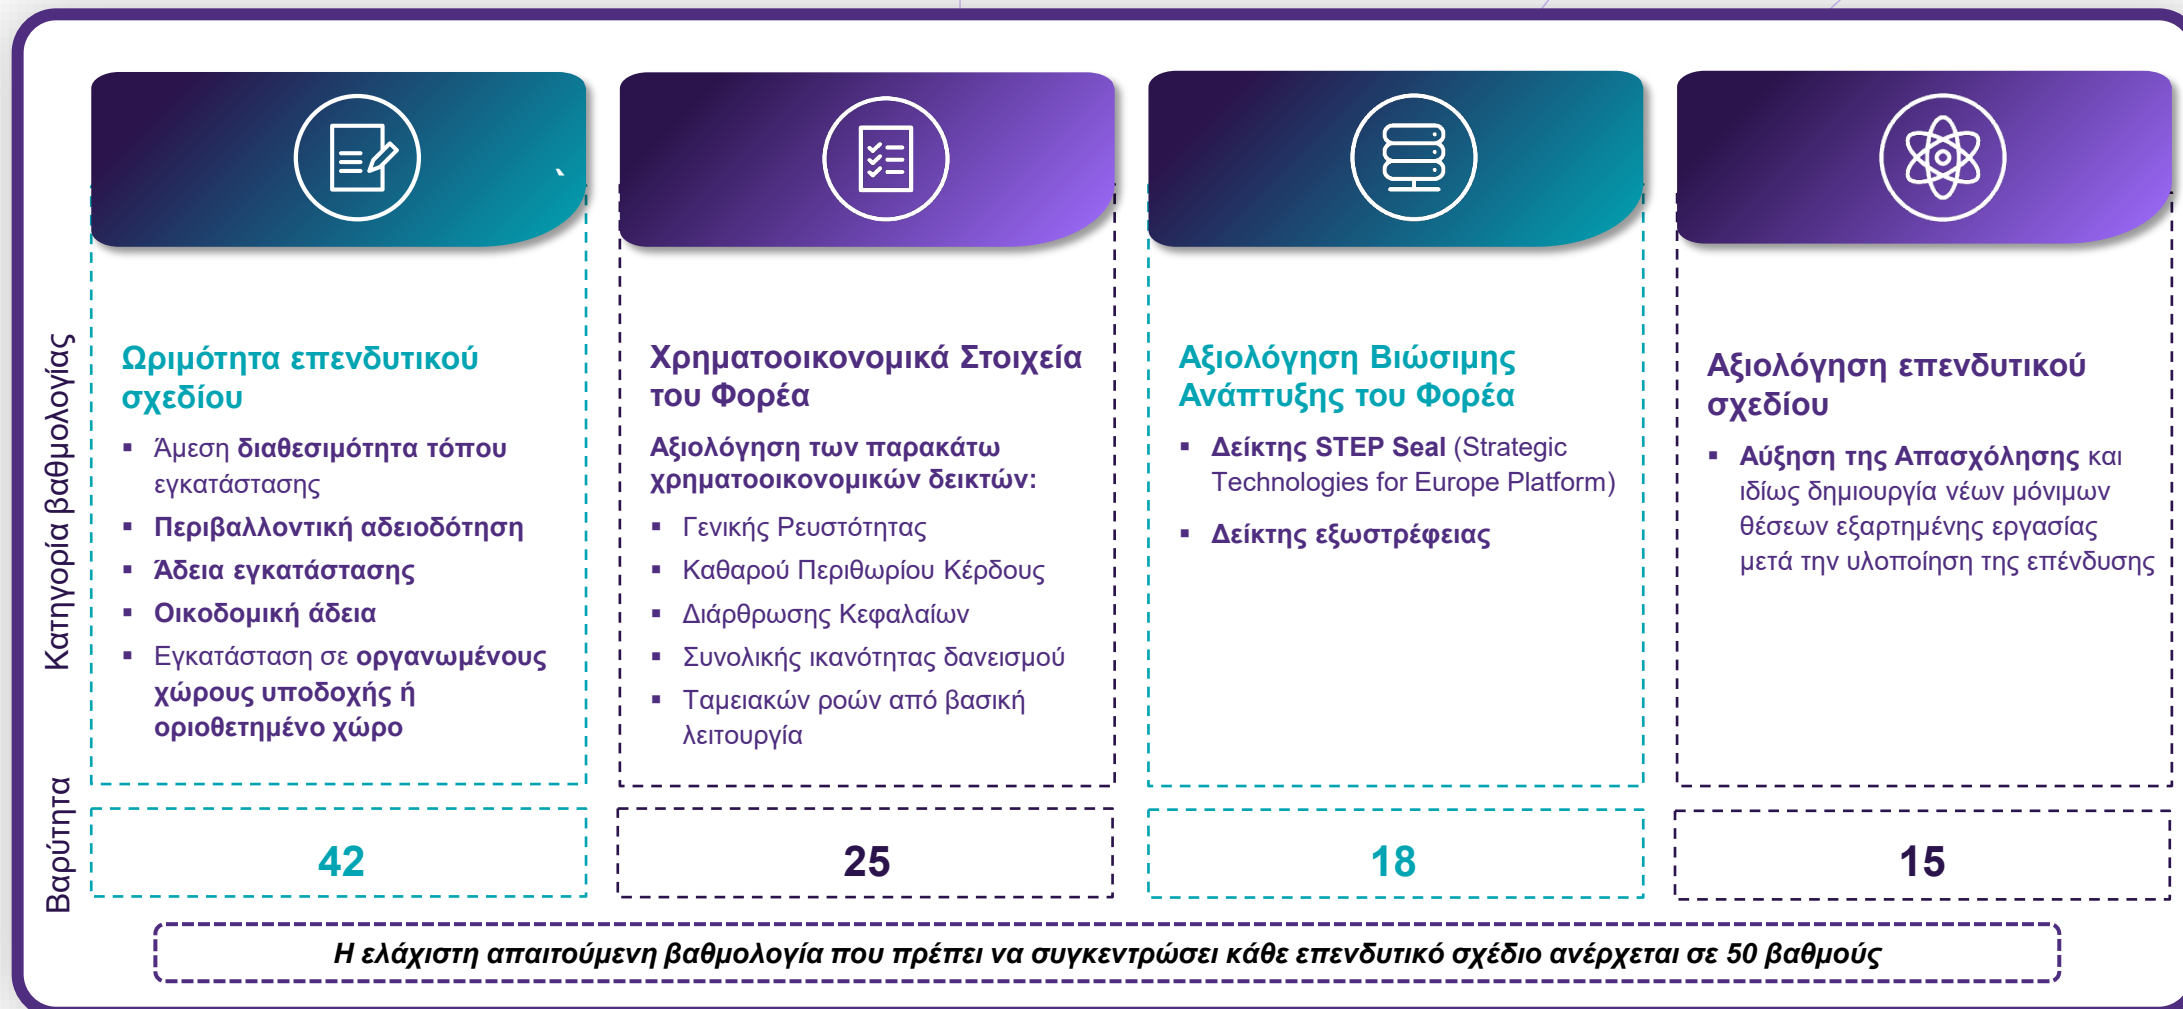 Κατηγορία βαθμολογίας
`
Ωριμότητα επενδυτικού
σχεδίου
▪ Άμεση διαθεσιμότητα τόπου
εγκατάστασης
▪ Περιβαλλοντική αδειοδότηση
▪ Άδεια εγκατάστασης
▪ Οικοδομική άδεια
▪ Εγκατάσταση σε οργανωμένους
χώρους υποδοχής ή
οριοθετημένο χώρο
Χρηματοοικονομικά Στοιχεία
του Φορέα
Αξιολόγηση των παρακάτω
χρηματοοικονομικών δεικτών:
▪ Γενικής Ρευστότητας
▪ Καθαρού Περιθωρίου Κέρδους
▪ Διάρθρωσης Κεφαλαίων
▪ Συνολικής ικανότητας δανεισμού
▪ Ταμειακών ροών από βασική
λειτουργία
Αξιολόγηση Βιώσιμης
Ανάπτυξης του Φορέα
▪ Δείκτης STEP Seal (Strategic
Technologies for Europe Platform)
▪ Δείκτης εξωστρέφειας
Αξιολόγηση επενδυτικού
σχεδίου
▪ Αύξηση της Απασχόλησης και
ιδίως δημιουργία νέων μόνιμων
θέσεων εξαρτημένης εργασίας
μετά την υλοποίηση της επένδυσης
Βαρύτητα
42
25
18
15
Η ελάχιστη απαιτούμενη βαθμολογία που πρέπει να συγκεντρώσει κάθε επενδυτικό σχέδιο ανέρχεται σε 50 βαθμούς